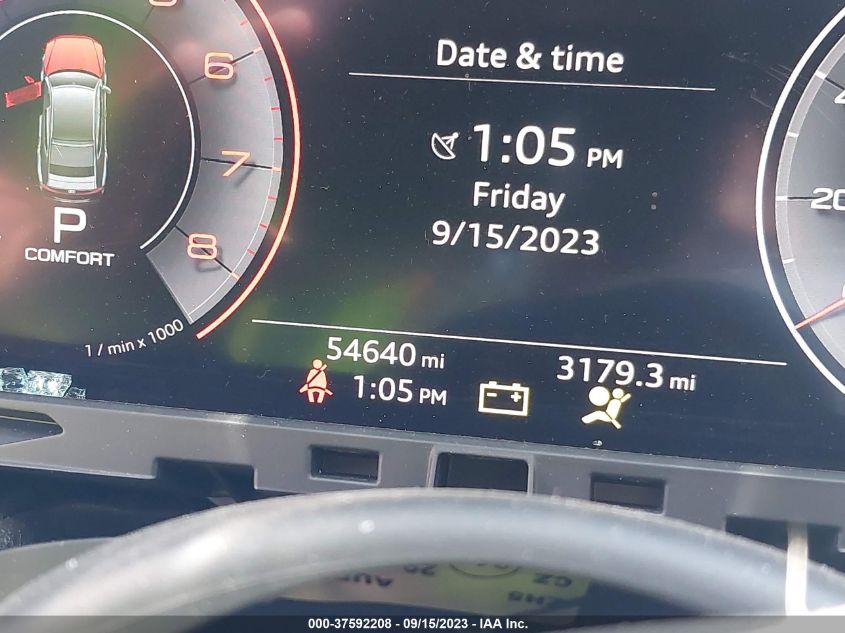 Date & time
1:05 PM
Friday
9/15/2023
6
7
8
P
COMFORT
1 / min x 1000
20
54640 mi
3179.3 mi
1:05 PM
000-37592208 - 09/15/2023 - IAA Inc.